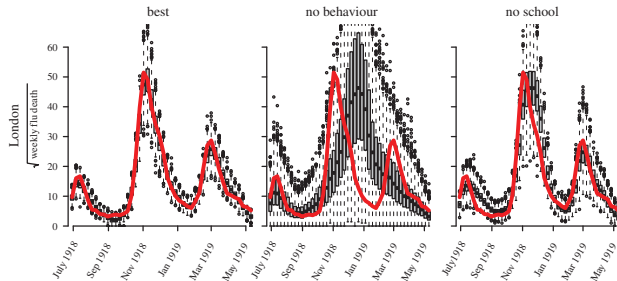 best
no behaviour
no school
London
√weekly flu death
60
50
40
30
20
10
0
July 1918
Sep 1918
Nov 1918
Jan 1919
Mar 1919
May 1919
July 1918
Sep 1918
Nov 1918
Jan 1919
Mar 1919
May 1919
July1918
Sep 1918
Nov 1918
Jan 1919
Mar 1919
May 1919